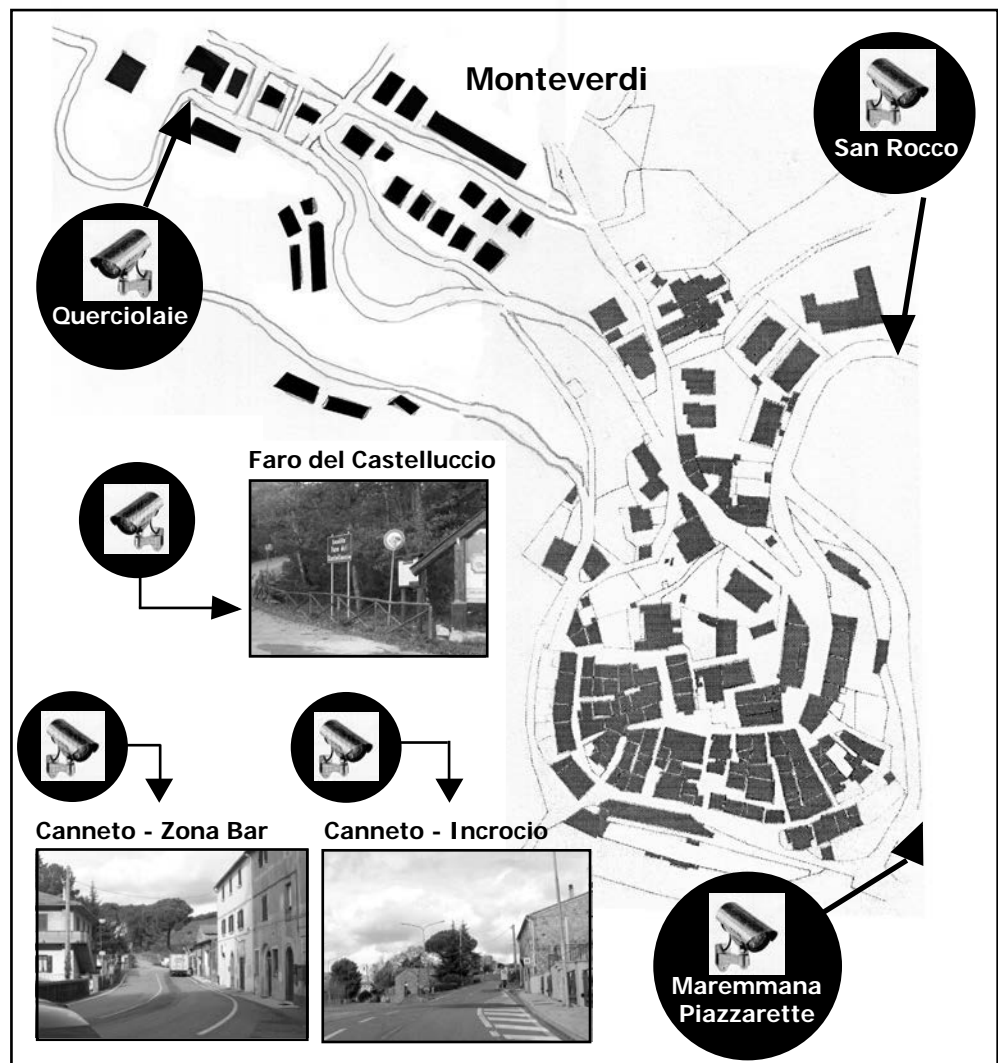 Monteverdi
San Rocco
Querciolaie
Faro del Castelluccio
Canneto - Zona Bar
Canneto - Incrocio
Maremmana
Piazzarette